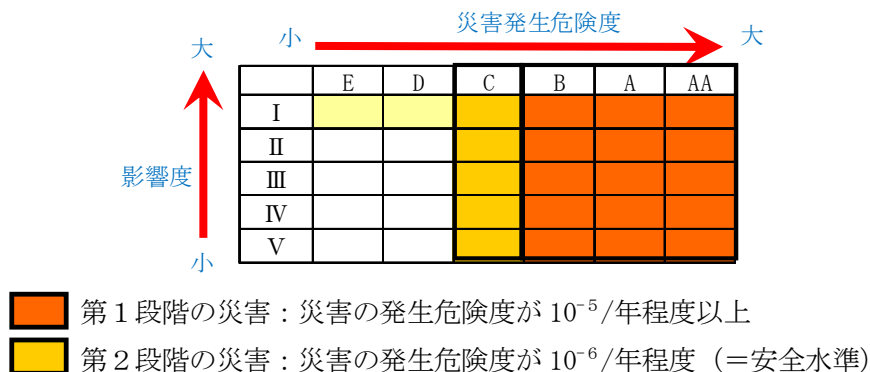 災害発生危険度
小 大
大
E D C B A AA
Ⅰ
Ⅱ
影響度 Ⅲ
Ⅳ
Ⅴ
小
第１段階の災害：災害の発生危険度が 10⁻⁵/年程度以上
第２段階の災害：災害の発生危険度が 10⁻⁶/年程度（＝安全水準）